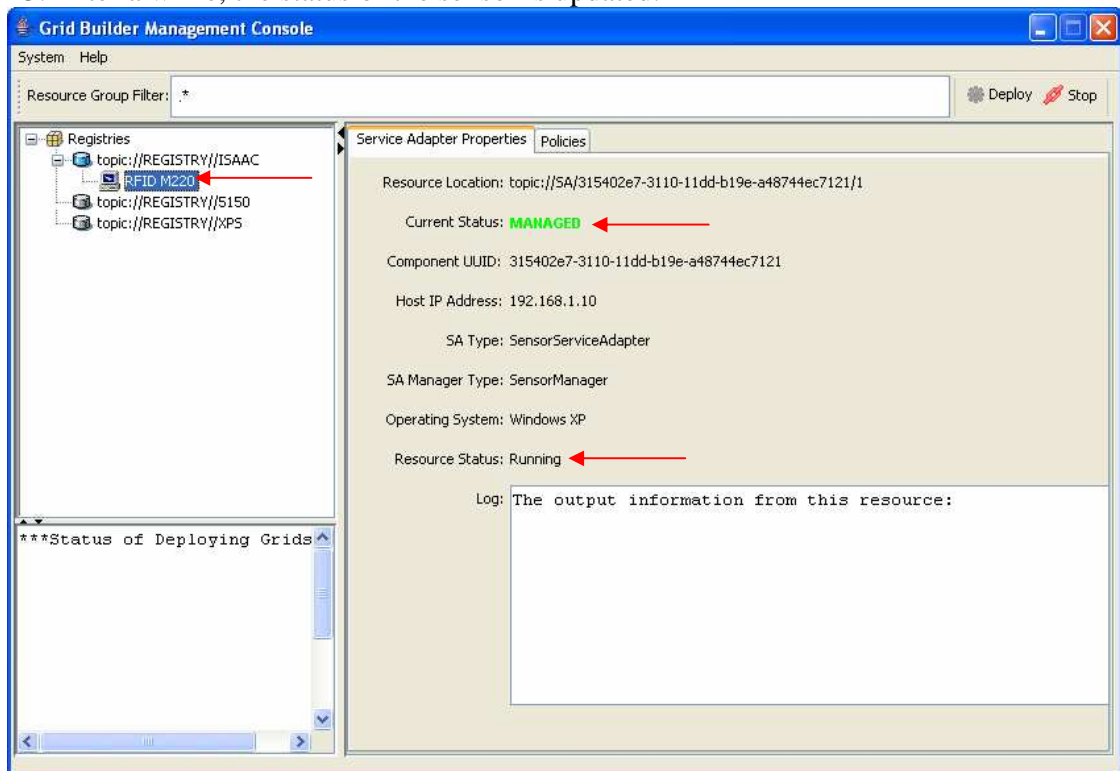 Grid Builder Management Console
System Help
Resource Group Filter: .*
Deploy Stop
Registries
topic://REGISTRY//ISAAC
RFID M220
topic://REGISTRY//5150
topic://REGISTRY//XPS
***Status of Deploying Grids
Service Adapter Properties Policies
Resource Location: topic://SA/315402e7-3110-11dd-b19e-a48744ec7121/1
Current Status: MANAGED
Component UUID: 315402e7-3110-11dd-b19e-a48744ec7121
Host IP Address: 192.168.1.10
SA Type: SensorServiceAdapter
SA Manager Type: SensorManager
Operating System: Windows XP
Resource Status: Running
Log: The output information from this resource: